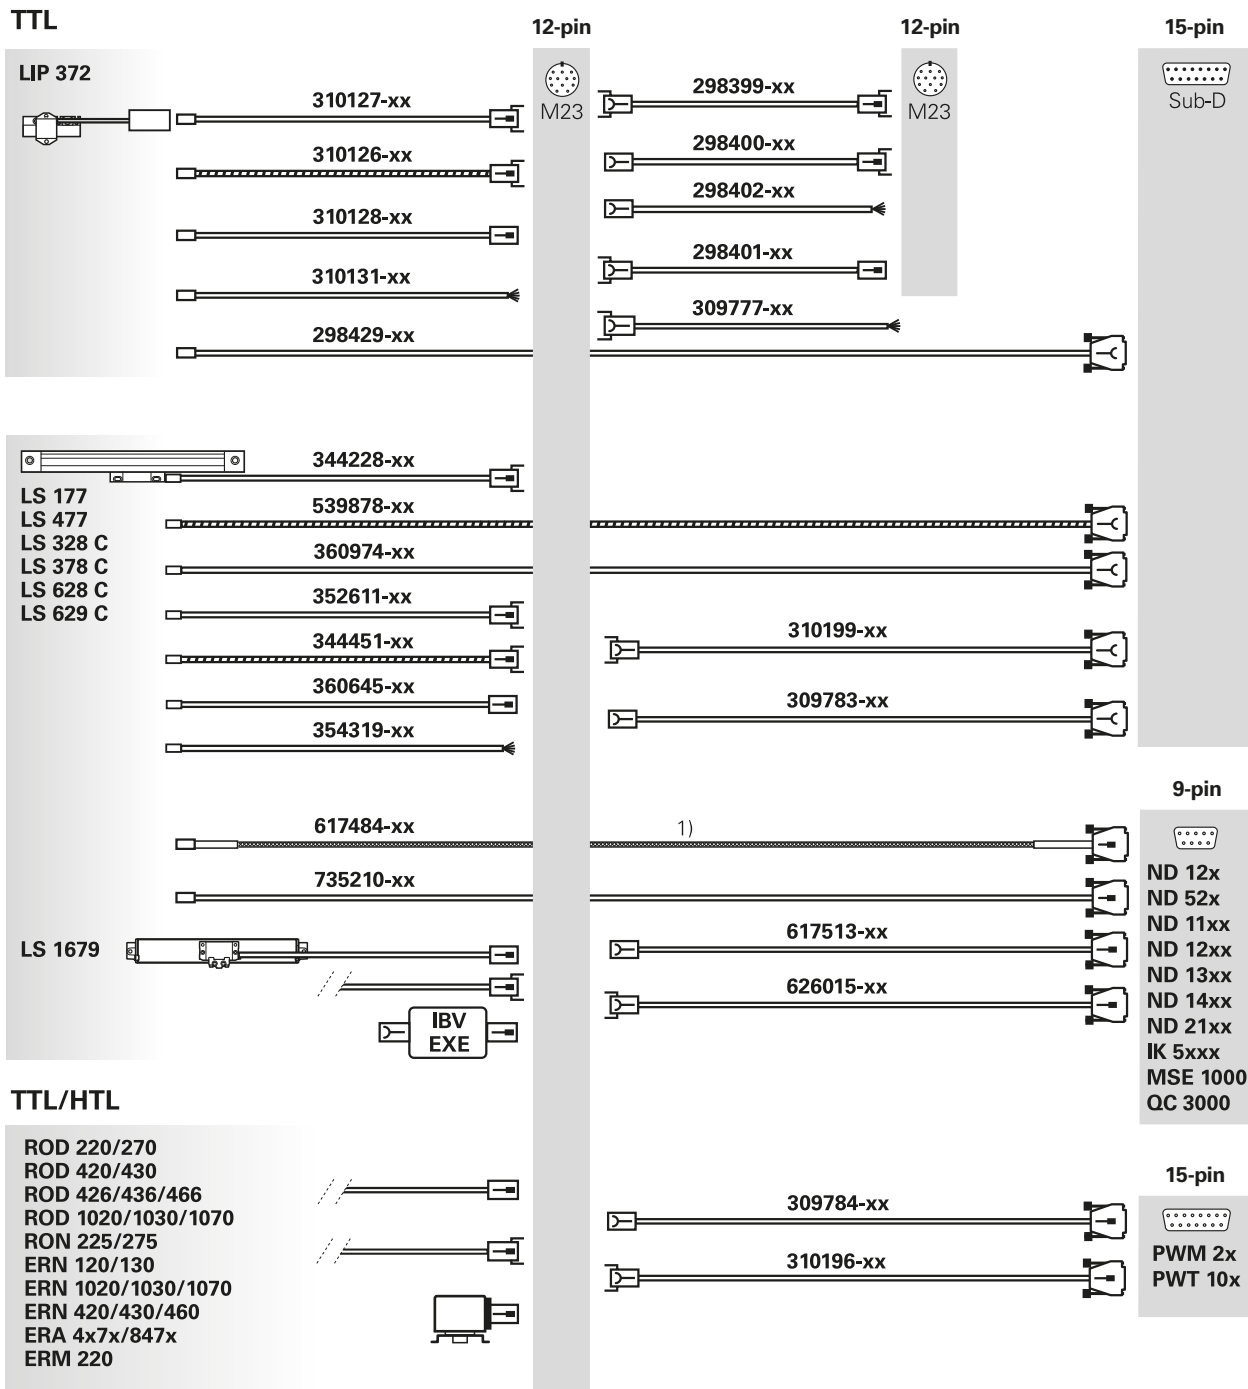 TTL
12-pin
12-pin
15-pin
LIP 372
M23
M23
Sub-D
310127-xx
298399-xx
310126-xx
298400-xx
298402-xx
310128-xx
298401-xx
310131-xx
309777-xx
298429-xx
344228-xx
LS 177
LS 477
LS 328 C
LS 378 C
LS 628 C
LS 629 C
539878-xx
360974-xx
352611-xx
310199-xx
344451-xx
360645-xx
309783-xx
354319-xx
9-pin
617484-xx
1)
735210-xx
ND 12x
ND 52x
ND 11xx
ND 12xx
ND 13xx
ND 14xx
ND 21xx
IK 5xxx
MSE 1000
QC 3000
LS 1679
617513-xx
626015-xx
IBV
EXE
TTL/HTL
ROD 220/270
ROD 420/430
ROD 426/436/466
ROD 1020/1030/1070
RON 225/275
ERN 120/130
ERN 1020/1030/1070
ERN 420/430/460
ERA 4x7x/847x
ERM 220
15-pin
309784-xx
310196-xx
PWM 2x
PWT 10x